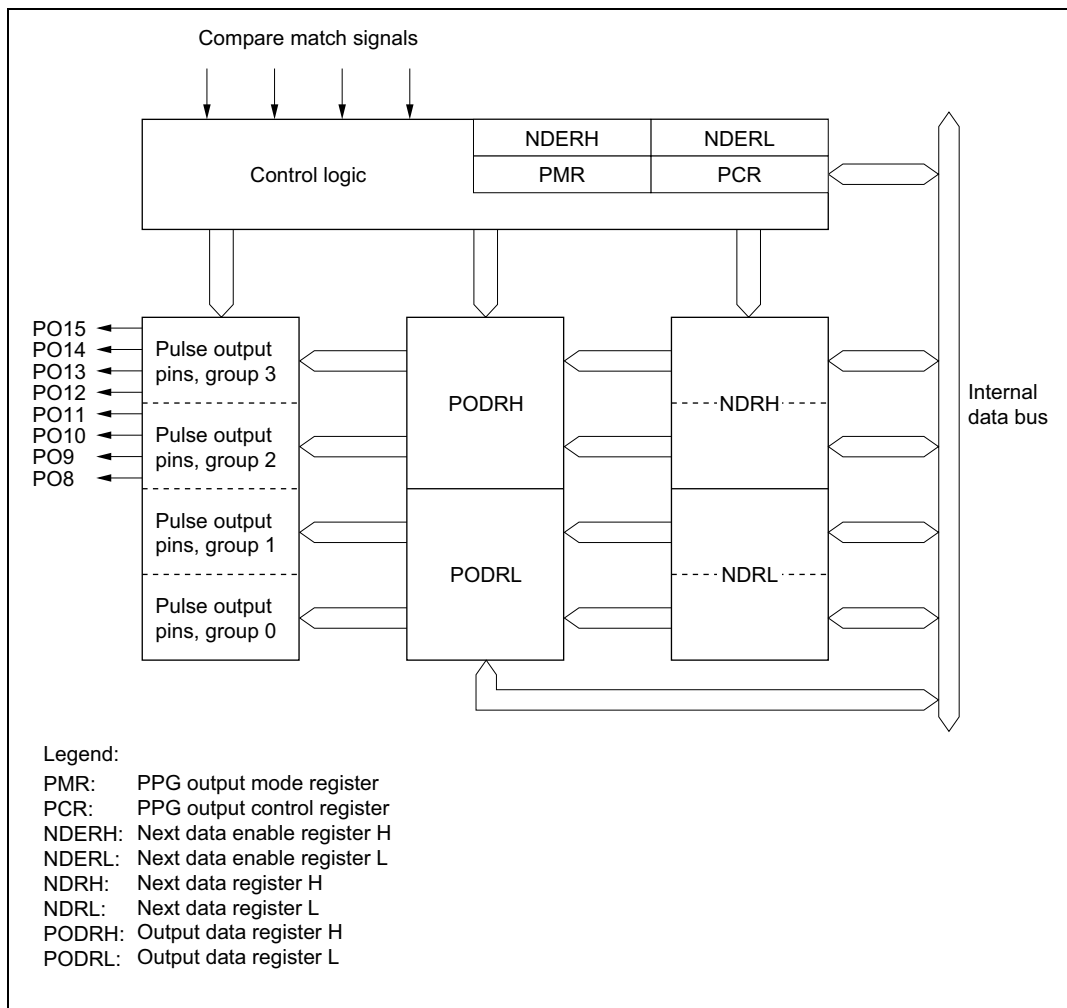 Compare match signals
NDERH NDERL
Control logic
PMR PCR
PO15
PO14
PO13
PO12
PO11
PO10
PO9
PO8
Pulse output
pins, group 3
Pulse output
pins, group 2
Pulse output
pins, group 1
Pulse output
pins, group 0
PODRH
PODRL
NDRH
NDRL
Internal
data bus
Legend:
PMR: PPG output mode register
PCR: PPG output control register
NDERH: Next data enable register H
NDERL: Next data enable register L
NDRH: Next data register H
NDRL: Next data register L
PODRH: Output data register H
PODRL: Output data register L